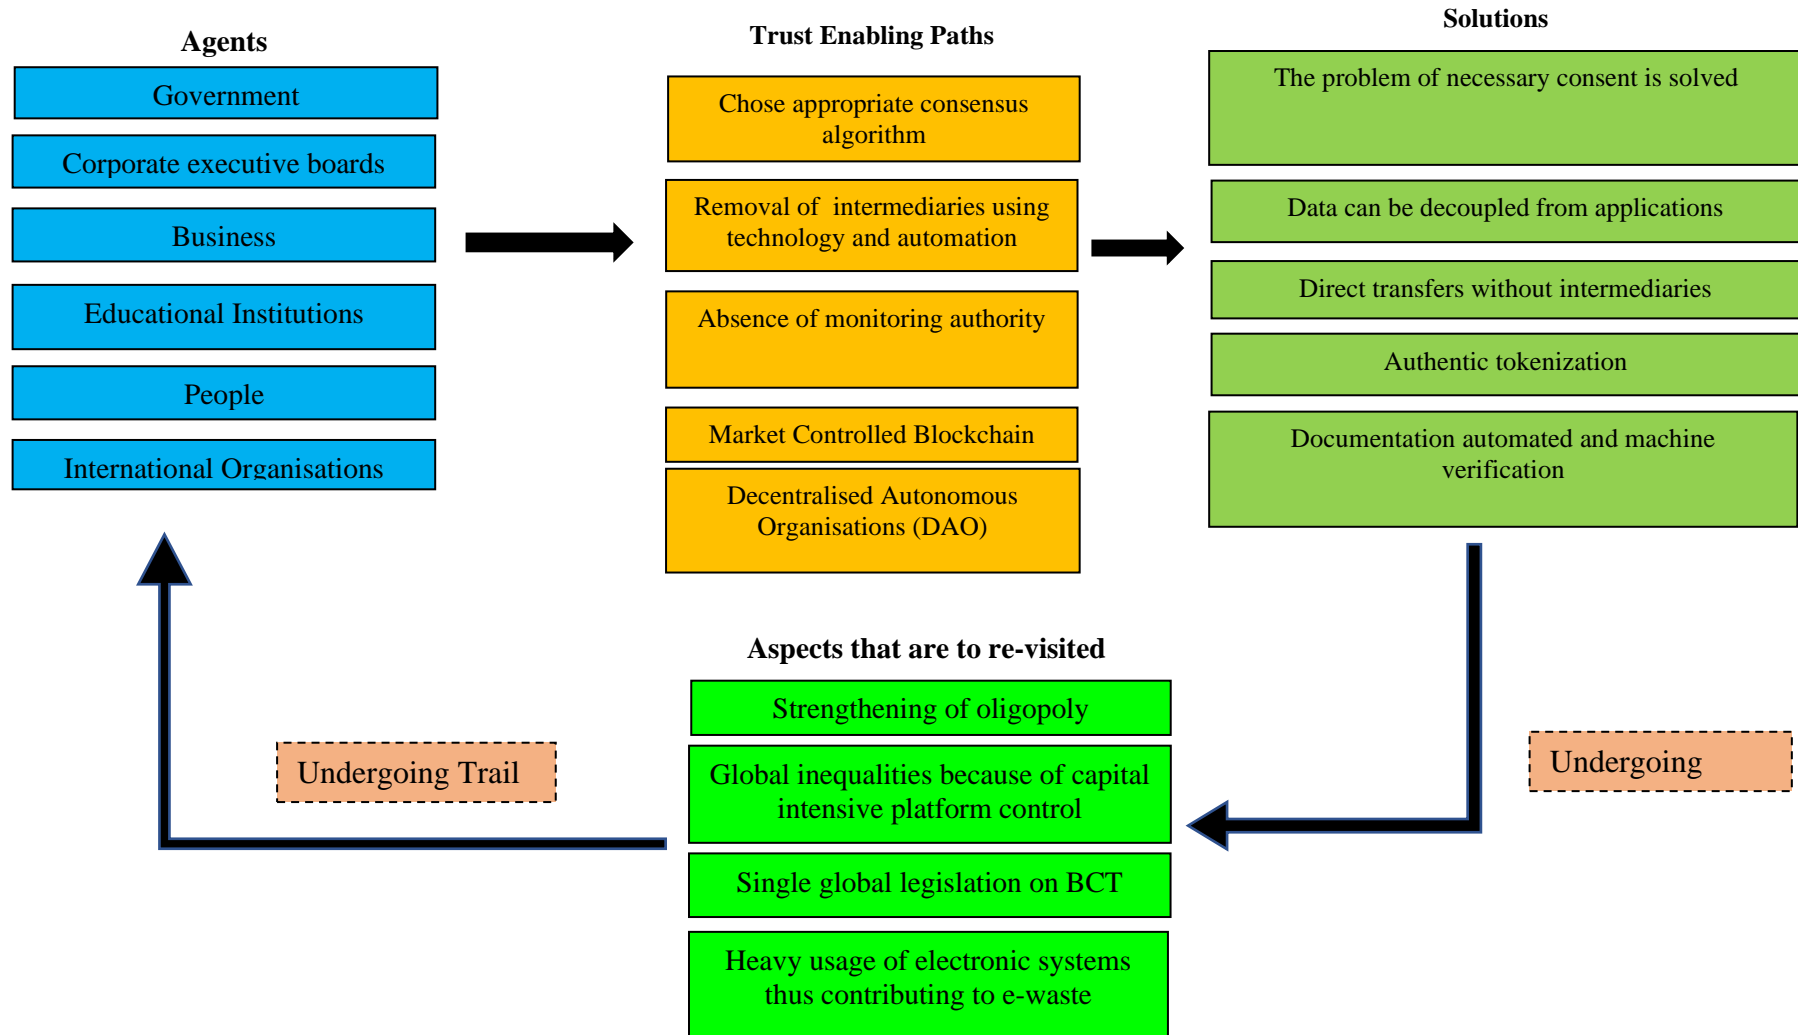 Agents
Government
Corporate executive boards
Business
Educational Institutions
People
International Organisations
Trust Enabling Paths
Chose appropriate consensus
algorithm
Removal of intermediaries using
technology and automation
Absence of monitoring authority
Market Controlled Blockchain
Decentralised Autonomous
Organisations (DAO)
Solutions
The problem of necessary consent is solved
Data can be decoupled from applications
Direct transfers without intermediaries
Authentic tokenization
Documentation automated and machine
verification
Undergoing
Aspects that are to re-visited
Strengthening of oligopoly
Global inequalities because of capital
intensive platform control
Single global legislation on BCT
Heavy usage of electronic systems
thus contributing to e-waste
Undergoing Trail